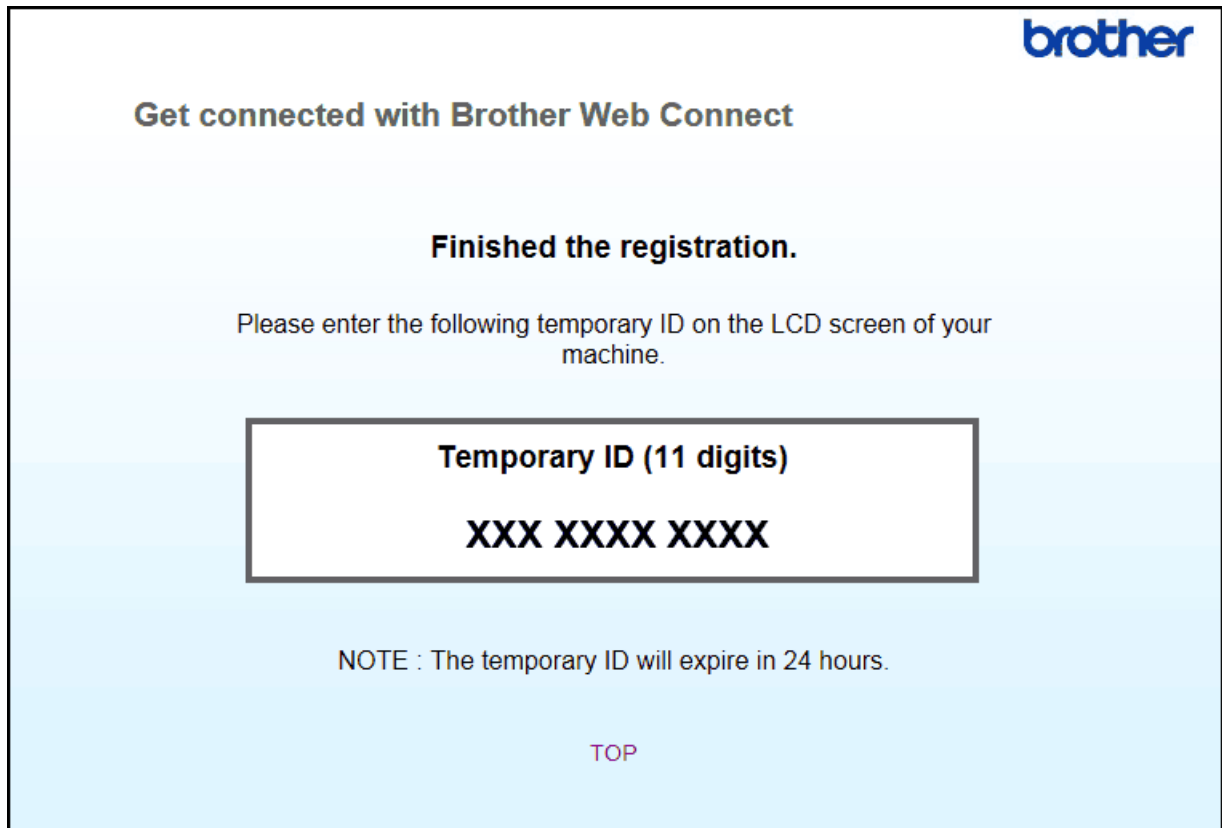 brother
Get connected with Brother Web Connect
Finished the registration.
Please enter the following temporary ID on the LCD screen of your
machine.
Temporary ID (11 digits)
XXX XXXX XXXX
NOTE : The temporary ID will expire in 24 hours.
TOP